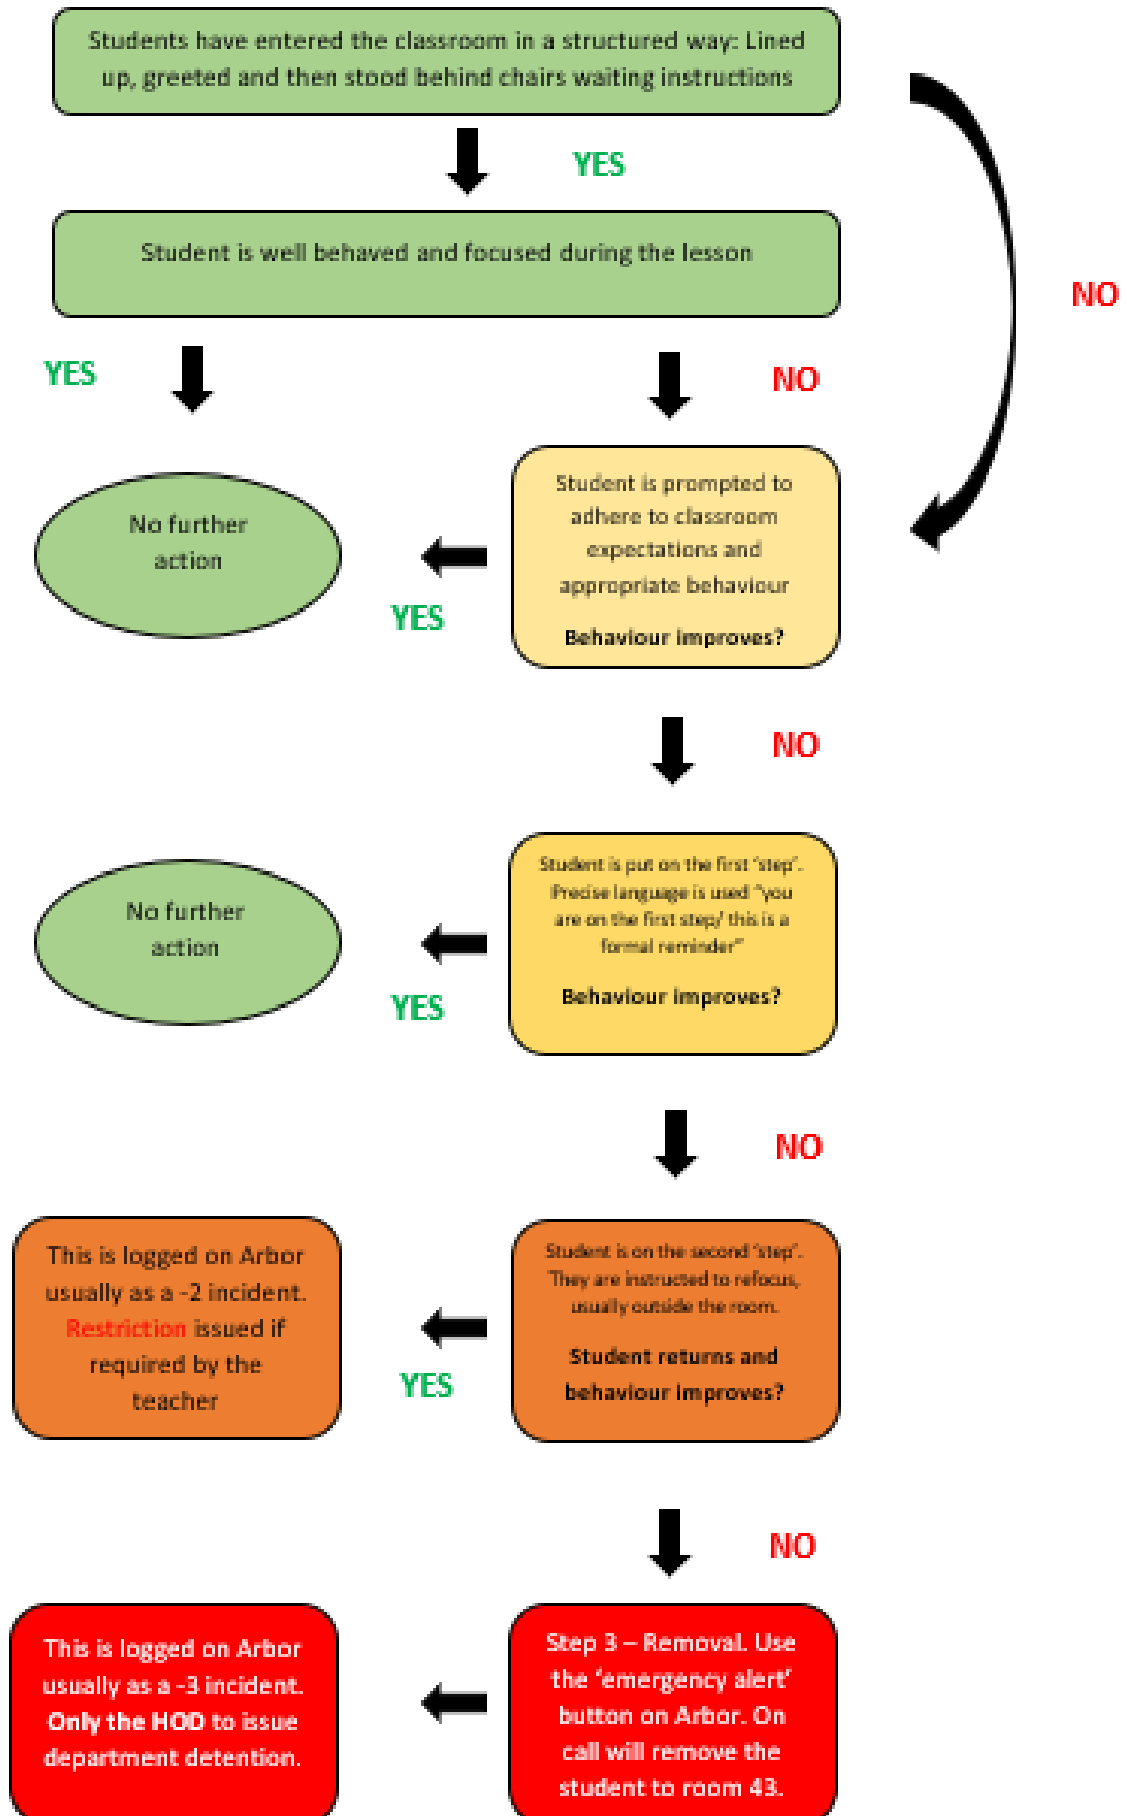 Students have entered the classroom in a structured way: Lined
up, greeted and then stood behind chairs waiting instructions
YES
Student is well behaved and focused during the lesson
NO
YES
NO
No further
action
YES
Student is prompted to
adhere to classroom
expectations and
appropriate behaviour
Behaviour improves?
NO
No further
action
YES
Student is put on the first 'step'.
Precise language is used "you
are on the first step/ this is a
formal reminder"
Behaviour improves?
NO
This is logged on Arbor
usually as a -2 incident.
Restriction issued if
required by the
teacher
YES
Student is on the second 'step'.
They are instructed to refocus,
usually outside the room.
Student returns and
behaviour improves?
NO
This is logged on Arbor
usually as a -3 incident.
Only the HOD to issue
department detention.
Step 3 – Removal. Use
the 'emergency alert'
button on Arbor. On
call will remove the
student to room 43.